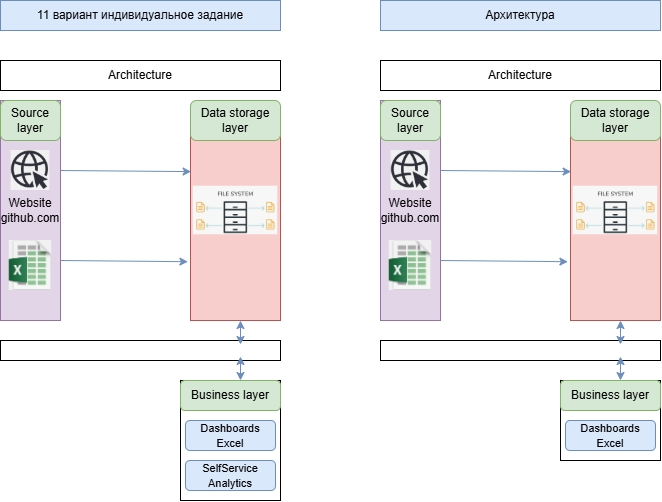 11 вариант индивидуальное задание
Architecture
Source
layer
Data storage
layer
Website
github.com
FILE SYSTEM
X
Business layer
Dashboards
Excel
SelfService
Analytics
Архитектура
Architecture
Source
layer
Data storage
layer
Website
github.com
FILE SYSTEM
X
Business layer
Dashboards
Excel